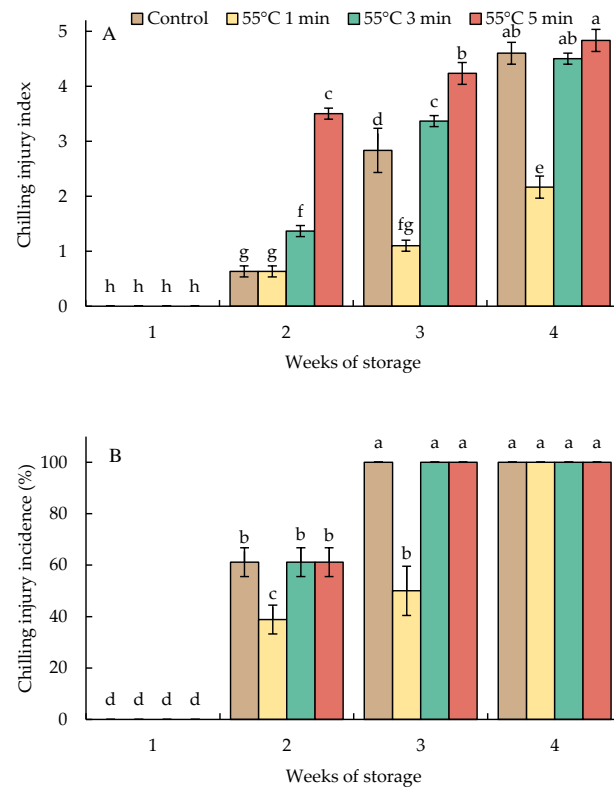 Control 55°C 1 min 55°C 3 min 55°C 5 min
A
Chilling injury index
5
4
3
2
1
0
h h h h
g g f c
d fg c b
ab e ab a
1 2 3 4
Weeks of storage
B
Chilling injury incidence (%)
100
80
60
40
20
0
d d d d
b c b b
a b a a
a a a a
1 2 3 4
Weeks of storage